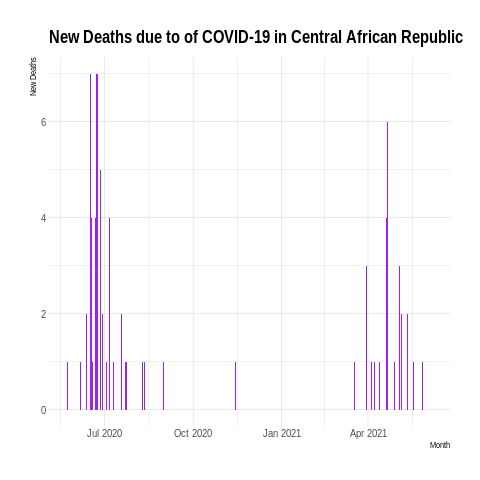 New Deaths due to of COVID-19 in Central African Republic
New Deaths
6
4
2
0
Jul 2020 Oct 2020 Jan 2021 Apr 2021
Month